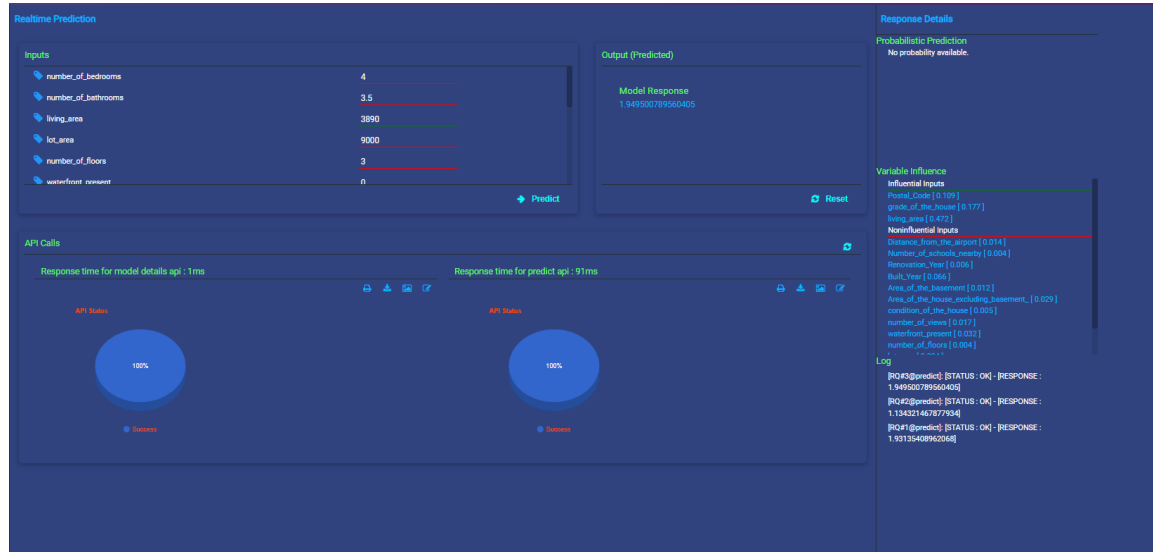 Realtime Prediction
Inputs
number_of_bedrooms 4
number_of_bathrooms 3.5
living_area 3890
lot_area 9000
number_of_floors 3
waterfront_present 0
Predict
Output (Predicted)
Model Response
1.949500789560405
Reset
API Calls
Response time for model details api : 1ms
API Status
100%
Success
Response time for predict api : 91ms
API Status
100%
Success
Response Details
Probabilistic Prediction
No probability available.
Variable Influence
Influential Inputs
Postal_Code [ 0.109 ]
grade_of_the_house [ 0.177 ]
living_area [ 0.472 ]
Noninfluential Inputs
Distance_from_the_airport [ 0.014 ]
Number_of_schools_nearby [ 0.004 ]
Renovation_Year [ 0.006 ]
Built_Year [ 0.066 ]
Area_of_the_basement [ 0.012 ]
Area_of_the_house_excluding_basement_ [ 0.029 ]
condition_of_the_house [ 0.005 ]
number_of_views [ 0.017 ]
waterfront_present [ 0.032 ]
number_of_floors [ 0.004 ]
Log
[RQ#3@predict]: [STATUS : OK] - [RESPONSE :
1.949500789560405]
[RQ#2@predict]: [STATUS : OK] - [RESPONSE :
1.134321467877934]
[RQ#1@predict]: [STATUS : OK] - [RESPONSE :
1.93135408962068]